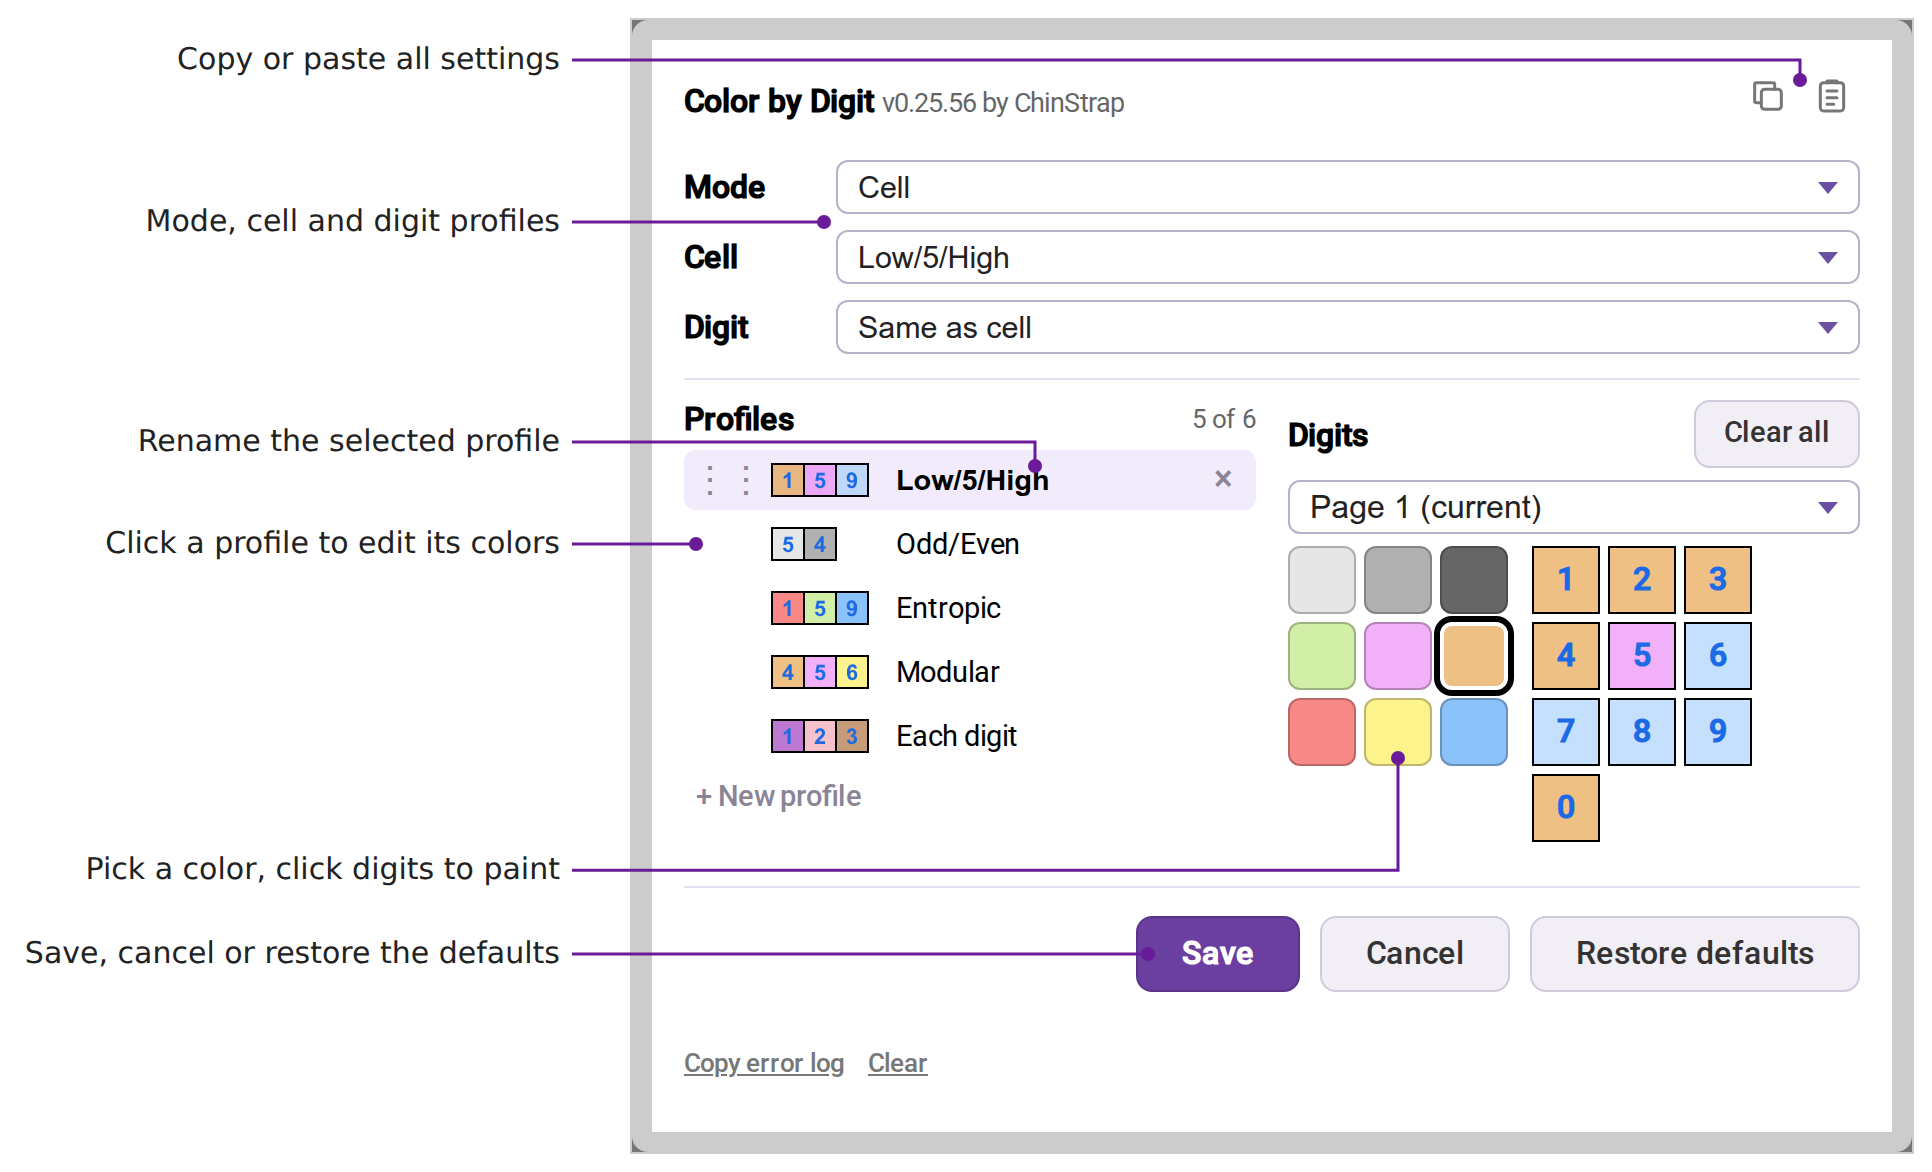 Copy or paste all settings
Color by Digit v0.25.56 by ChinStrap
Mode Cell
Mode, cell and digit profiles
Cell Low/5/High
Digit Same as cell
Profiles 5 of 6
Digits Clear all
Rename the selected profile
1 5 9 Low/5/High ×
Page 1 (current)
Click a profile to edit its colors
5 4 Odd/Even
1 5 9 Entropic
4 5 6 Modular
1 2 3 Each digit
+ New profile
1 2 3
4 5 6
7 8 9
0
Pick a color, click digits to paint
Save, cancel or restore the defaults
Save Cancel Restore defaults
Copy error log Clear